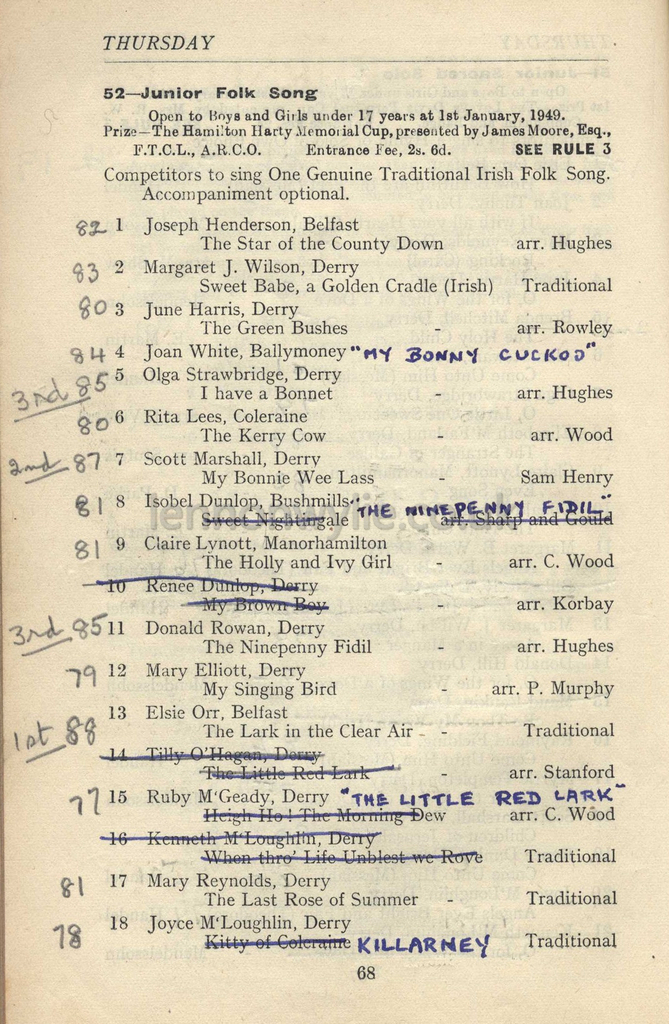 THURSDAY
52—Junior Folk Song
Open to Boys and Girls under 17 years at 1st January, 1949.
Prize—The Hamilton Harty Memorial Cup, presented by James Moore, Esq.,
F.T.C.L., A.R.C.O. Entrance Fee, 2s. 6d. SEE RULE 3
Competitors to sing One Genuine Traditional Irish Folk Song.
Accompaniment optional.
82 1 Joseph Henderson, Belfast
The Star of the County Down arr. Hughes
83 2 Margaret J. Wilson, Derry
Sweet Babe, a Golden Cradle (Irish) Traditional
80 3 June Harris, Derry
The Green Bushes - arr. Rowley
84 4 Joan White, Ballymoney "MY BONNY CUCKOO"
3rd 85 5 Olga Strawbridge, Derry
I have a Bonnet - arr. Hughes
80 6 Rita Lees, Coleraine
The Kerry Cow - arr. Wood
2nd 87 7 Scott Marshall, Derry
My Bonnie Wee Lass - Sam Henry
81 8 Isobel Dunlop, Bushmills "THE NINEPENNY FIDIL"
Sweet Nightingale arr. Sharp and Gould
81 9 Claire Lynott, Manorhamilton
The Holly and Ivy Girl - arr. C. Wood
10 Renee Dunlop, Derry
My Brown Boy - arr. Korbay
3rd 85 11 Donald Rowan, Derry
The Ninepenny Fidil - arr. Hughes
79 12 Mary Elliott, Derry
My Singing Bird - arr. P. Murphy
13 Elsie Orr, Belfast
1st 88 The Lark in the Clear Air - - Traditional
14 Tilly O'Hagan, Derry
The Little Red Lark arr. Stanford
77 15 Ruby M'Geady, Derry "THE LITTLE RED LARK"
Heigh Ho! The Morning Dew arr. C. Wood
16 Kenneth M'Loughlin, Derry
When thro' Life Unblest we Rove Traditional
81 17 Mary Reynolds, Derry
The Last Rose of Summer - Traditional
78 18 Joyce M'Loughlin, Derry
Kitty of Coleraine KILLARNEY Traditional
68